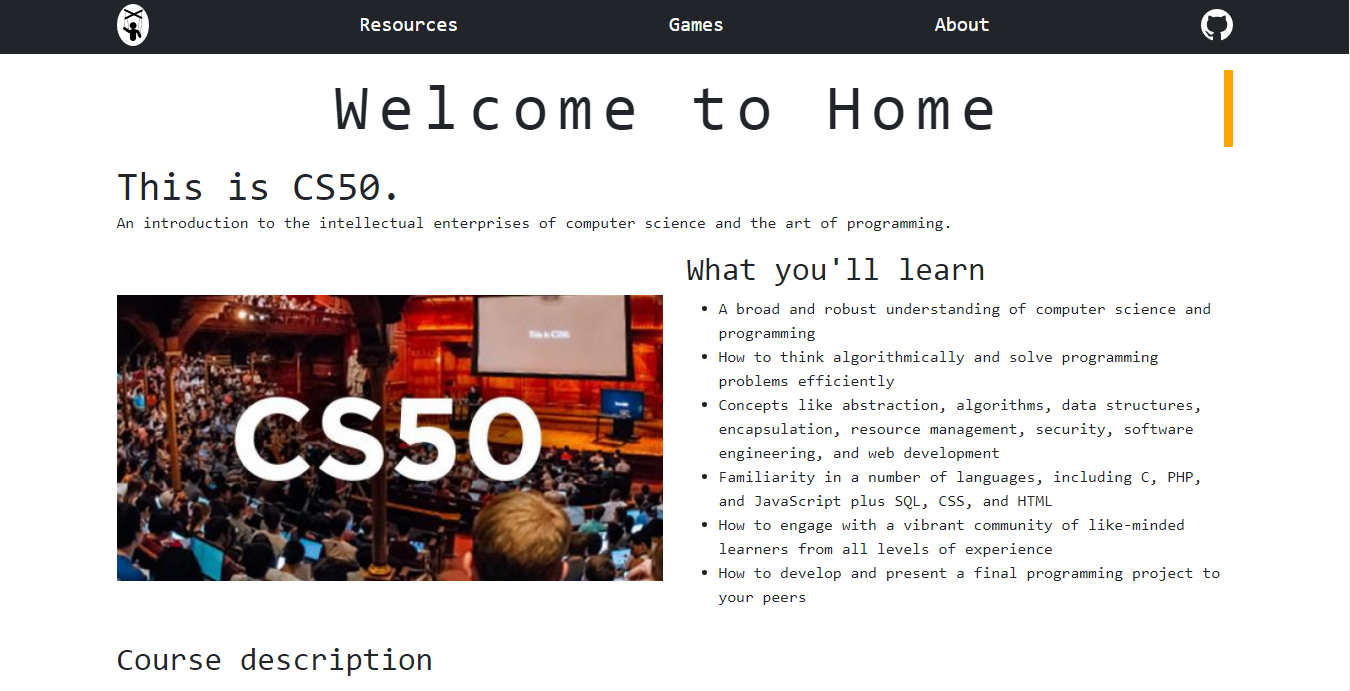 Resources Games About
Welcome to Home
This is CS50.
An introduction to the intellectual enterprises of computer science and the art of programming.
What you'll learn
A broad and robust understanding of computer science and
programming
How to think algorithmically and solve programming
problems efficiently
Concepts like abstraction, algorithms, data structures,
encapsulation, resource management, security, software
engineering, and web development
Familiarity in a number of languages, including C, PHP,
and JavaScript plus SQL, CSS, and HTML
How to engage with a vibrant community of like-minded
learners from all levels of experience
How to develop and present a final programming project to
your peers
This is CS50.
CS50
Course description